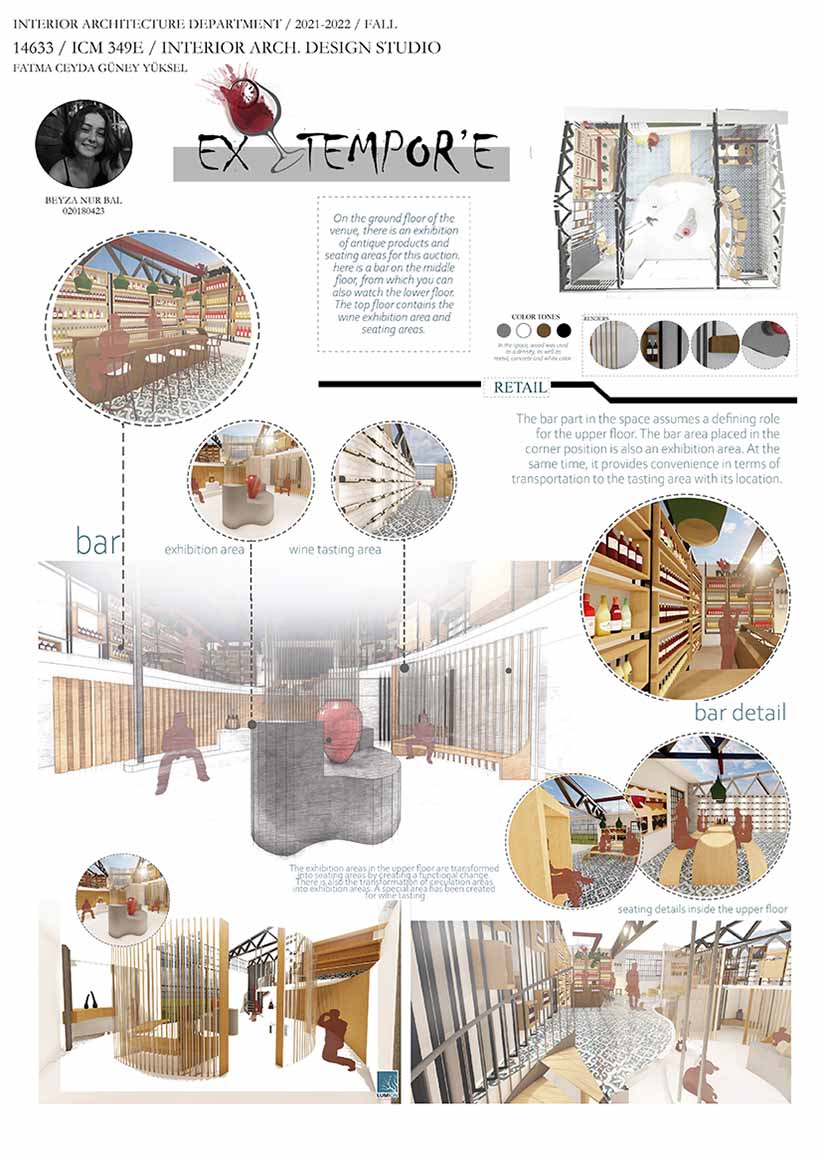 INTERIOR ARCHITECTURE DEPARTMENT / 2021-2022 / FALL
14633 / ICM 349E / INTERIOR ARCH. DESIGN STUDIO
FATMA CEYDA GÜNEY YÜKSEL
BEYZA NUR BAL
020180423
EX TEMPOR'E
On the ground floor of the
venue, there is an exhibition
of antique products and
seating areas for this auction.
here is a bar on the middle
floor, from which you can
also watch the lower floor.
The top floor contains the
wine exhibition area and
seating areas.
COLOR TONES
In the space, wood was used
as a density, as well as
metal, concrete and white color
RENDERS
RETAIL
The bar part in the space assumes a defining role
for the upper floor. The bar area placed in the
corner position is also an exhibition area. At the
same time, it provides convenience in terms of
transportation to the tasting area with its location.
bar
exhibition area
wine tasting area
bar detail
The exhibition areas in the upper floor are transformed
into seating areas by creating a functional change.
There is also the transformation of circulation areas
into exhibition areas. A special area has been created
for wine tasting
seating details inside the upper floor
LUMION